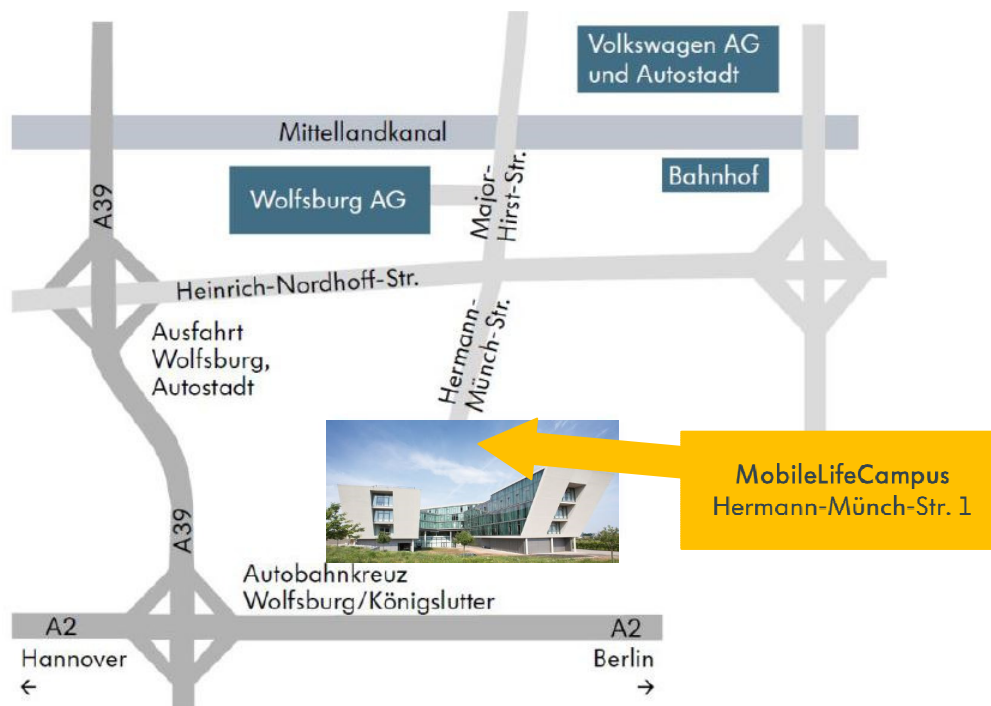 Volkswagen AG
und Autostadt
Mittellandkanal
Bahnhof
Wolfsburg AG
Major-
Hirst-Str.
A39
Heinrich-Nordhoff-Str.
Ausfahrt
Wolfsburg,
Autostadt
Hermann-
Münch-Str.
MobileLifeCampus
Hermann-Münch-Str. 1
A39
Autobahnkreuz
Wolfsburg/Königslutter
A2
A2
Hannover
Berlin
←
→